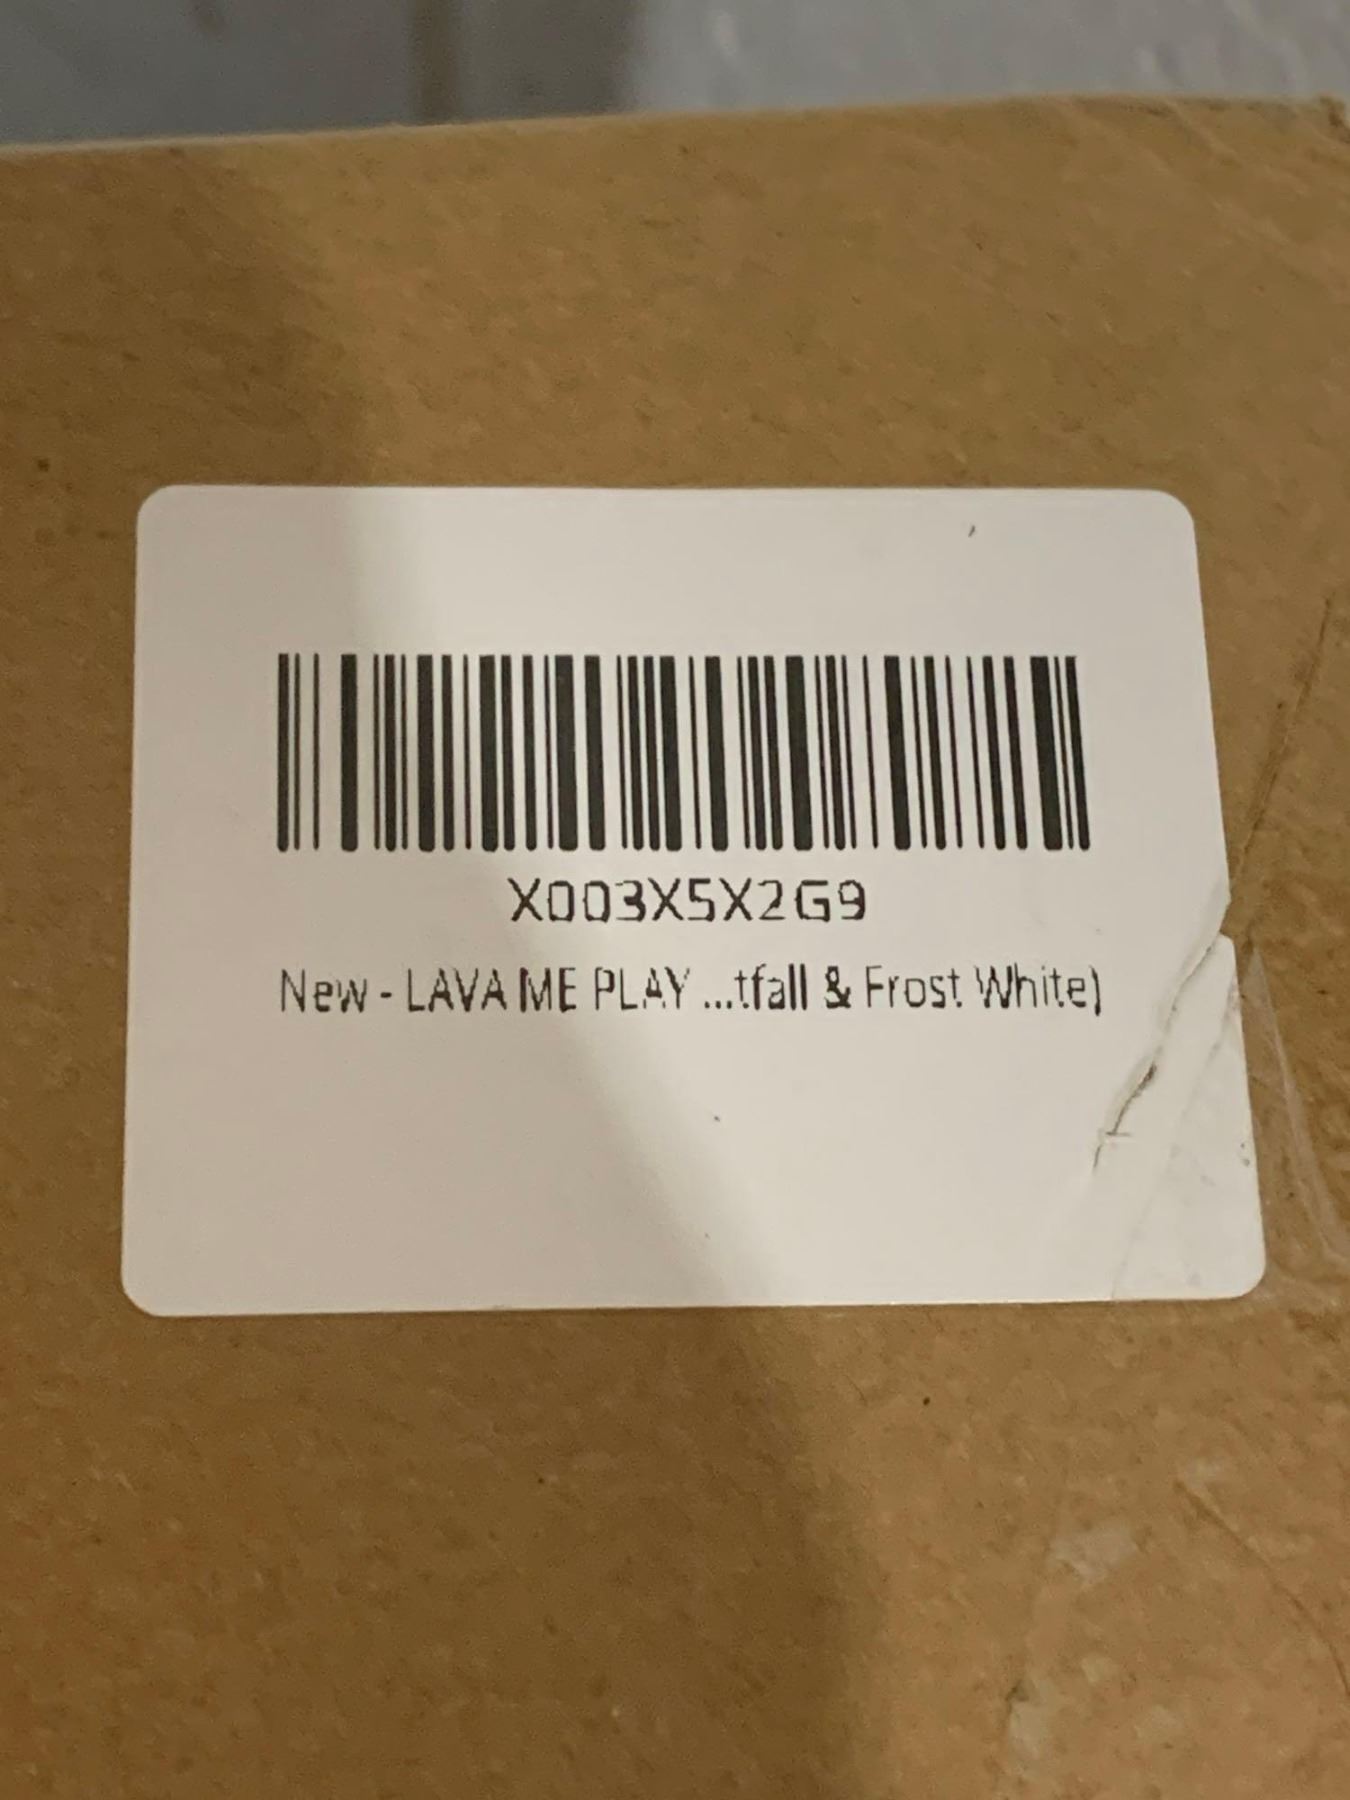 X003X5X2G9
New - LAVA ME PLAY ...tfall & Frost White)